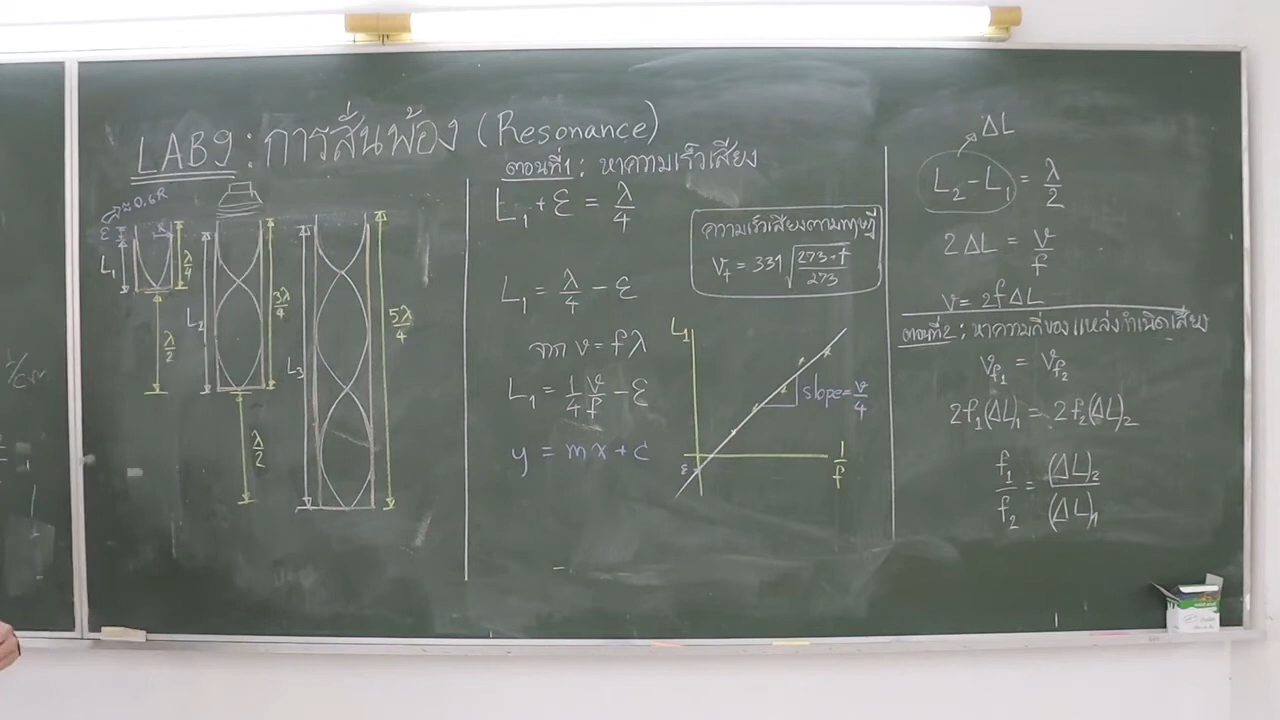 LAB9 : การสั่นพ้อง (Resonance)
ε ≈ 0.6R
ε
R
L₁
λ/4
λ/2
L₂
3λ/4
λ/2
L₃
5λ/4
ตอนที่1 : หาความเร็วเสียง
L₁ + ε = λ/4
L₁ = λ/4 - ε
จาก v = fλ
L₁ = 1/4 v/f - ε
y = mx + c
ความเร็วเสียงตามทฤษฎี
Vₜ = 331 √(273+t/273)
L₁
slope = v/4
1/f
ε
ΔL
L₂ - L₁ = λ/2
2ΔL = v/f
v = 2fΔL
ตอนที่2 : หาความถี่ของแหล่งกำเนิดเสียง
v_f₁ = v_f₂
2f₁(ΔL)₁ = 2f₂(ΔL)₂
f₁/f₂ = (ΔL)₂/(ΔL)₁